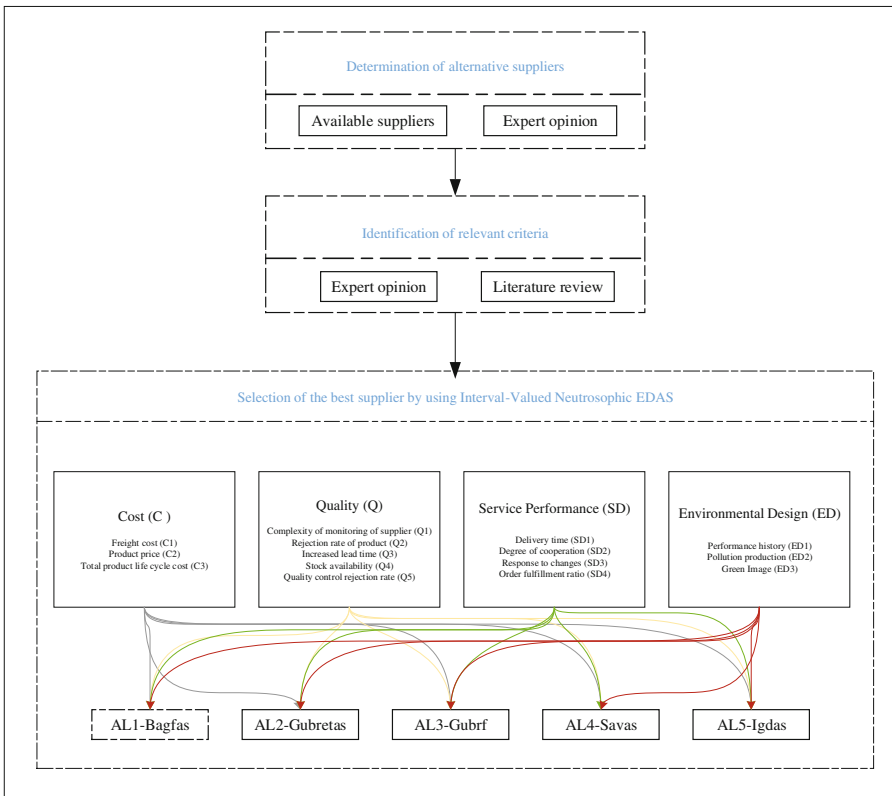 Determination of alternative suppliers
Available suppliers
Expert opinion
Identification of relevant criteria
Expert opinion
Literature review
Selection of the best supplier by using Interval-Valued Neutrosophic EDAS
Cost (C )
Freight cost (C1)
Product price (C2)
Total product life cycle cost (C3)
Quality (Q)
Complexity of monitoring of supplier (Q1)
Rejection rate of product (Q2)
Increased lead time (Q3)
Stock availability (Q4)
Quality control rejection rate (Q5)
Service Performance (SD)
Delivery time (SD1)
Degree of cooperation (SD2)
Response to changes (SD3)
Order fulfillment ratio (SD4)
Environmental Design (ED)
Performance history (ED1)
Pollution production (ED2)
Green Image (ED3)
AL1-Bagfas
AL2-Gubretas
AL3-Gubrf
AL4-Savas
AL5-Igdas